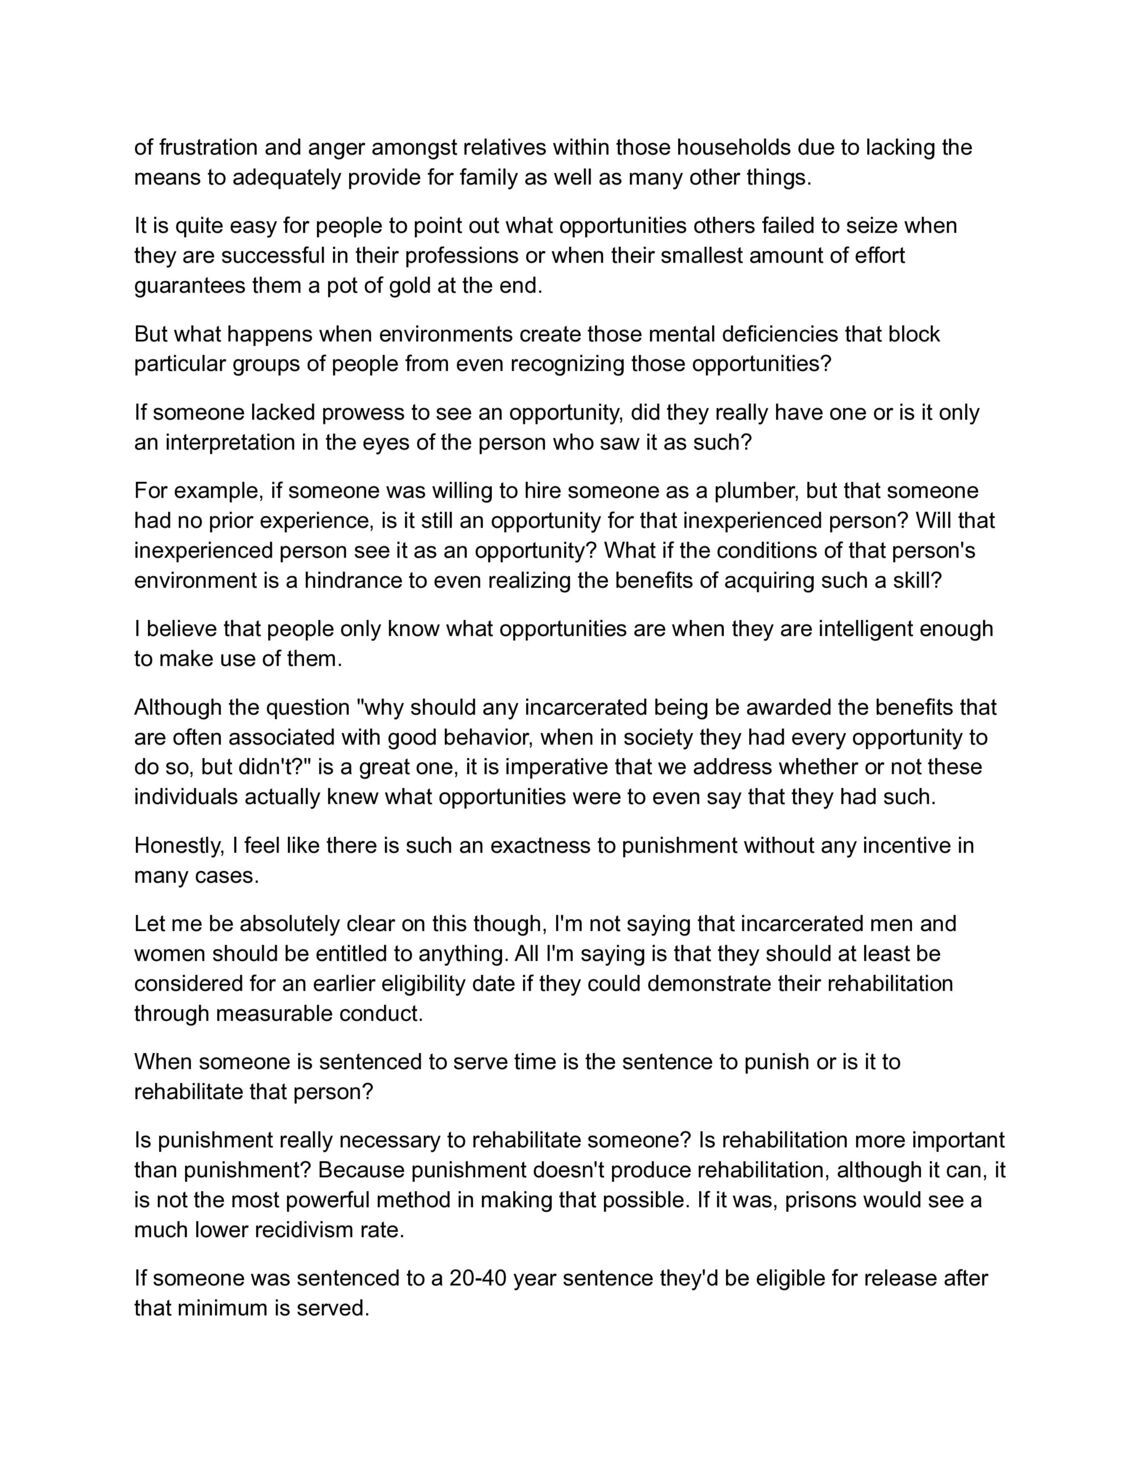 of frustration and anger amongst relatives within those households due to lacking the
means to adequately provide for family as well as many other things.
It is quite easy for people to point out what opportunities others failed to seize when
they are successful in their professions or when their smallest amount of effort
guarantees them a pot of gold at the end.
But what happens when environments create those mental deficiencies that block
particular groups of people from even recognizing those opportunities?
If someone lacked prowess to see an opportunity, did they really have one or is it only
an interpretation in the eyes of the person who saw it as such?
For example, if someone was willing to hire someone as a plumber, but that someone
had no prior experience, is it still an opportunity for that inexperienced person? Will that
inexperienced person see it as an opportunity? What if the conditions of that person's
environment is a hindrance to even realizing the benefits of acquiring such a skill?
I believe that people only know what opportunities are when they are intelligent enough
to make use of them.
Although the question "why should any incarcerated being be awarded the benefits that
are often associated with good behavior, when in society they had every opportunity to
do so, but didn't?" is a great one, it is imperative that we address whether or not these
individuals actually knew what opportunities were to even say that they had such.
Honestly, I feel like there is such an exactness to punishment without any incentive in
many cases.
Let me be absolutely clear on this though, I'm not saying that incarcerated men and
women should be entitled to anything. All I'm saying is that they should at least be
considered for an earlier eligibility date if they could demonstrate their rehabilitation
through measurable conduct.
When someone is sentenced to serve time is the sentence to punish or is it to
rehabilitate that person?
Is punishment really necessary to rehabilitate someone? Is rehabilitation more important
than punishment? Because punishment doesn't produce rehabilitation, although it can, it
is not the most powerful method in making that possible. If it was, prisons would see a
much lower recidivism rate.
If someone was sentenced to a 20-40 year sentence they'd be eligible for release after
that minimum is served.